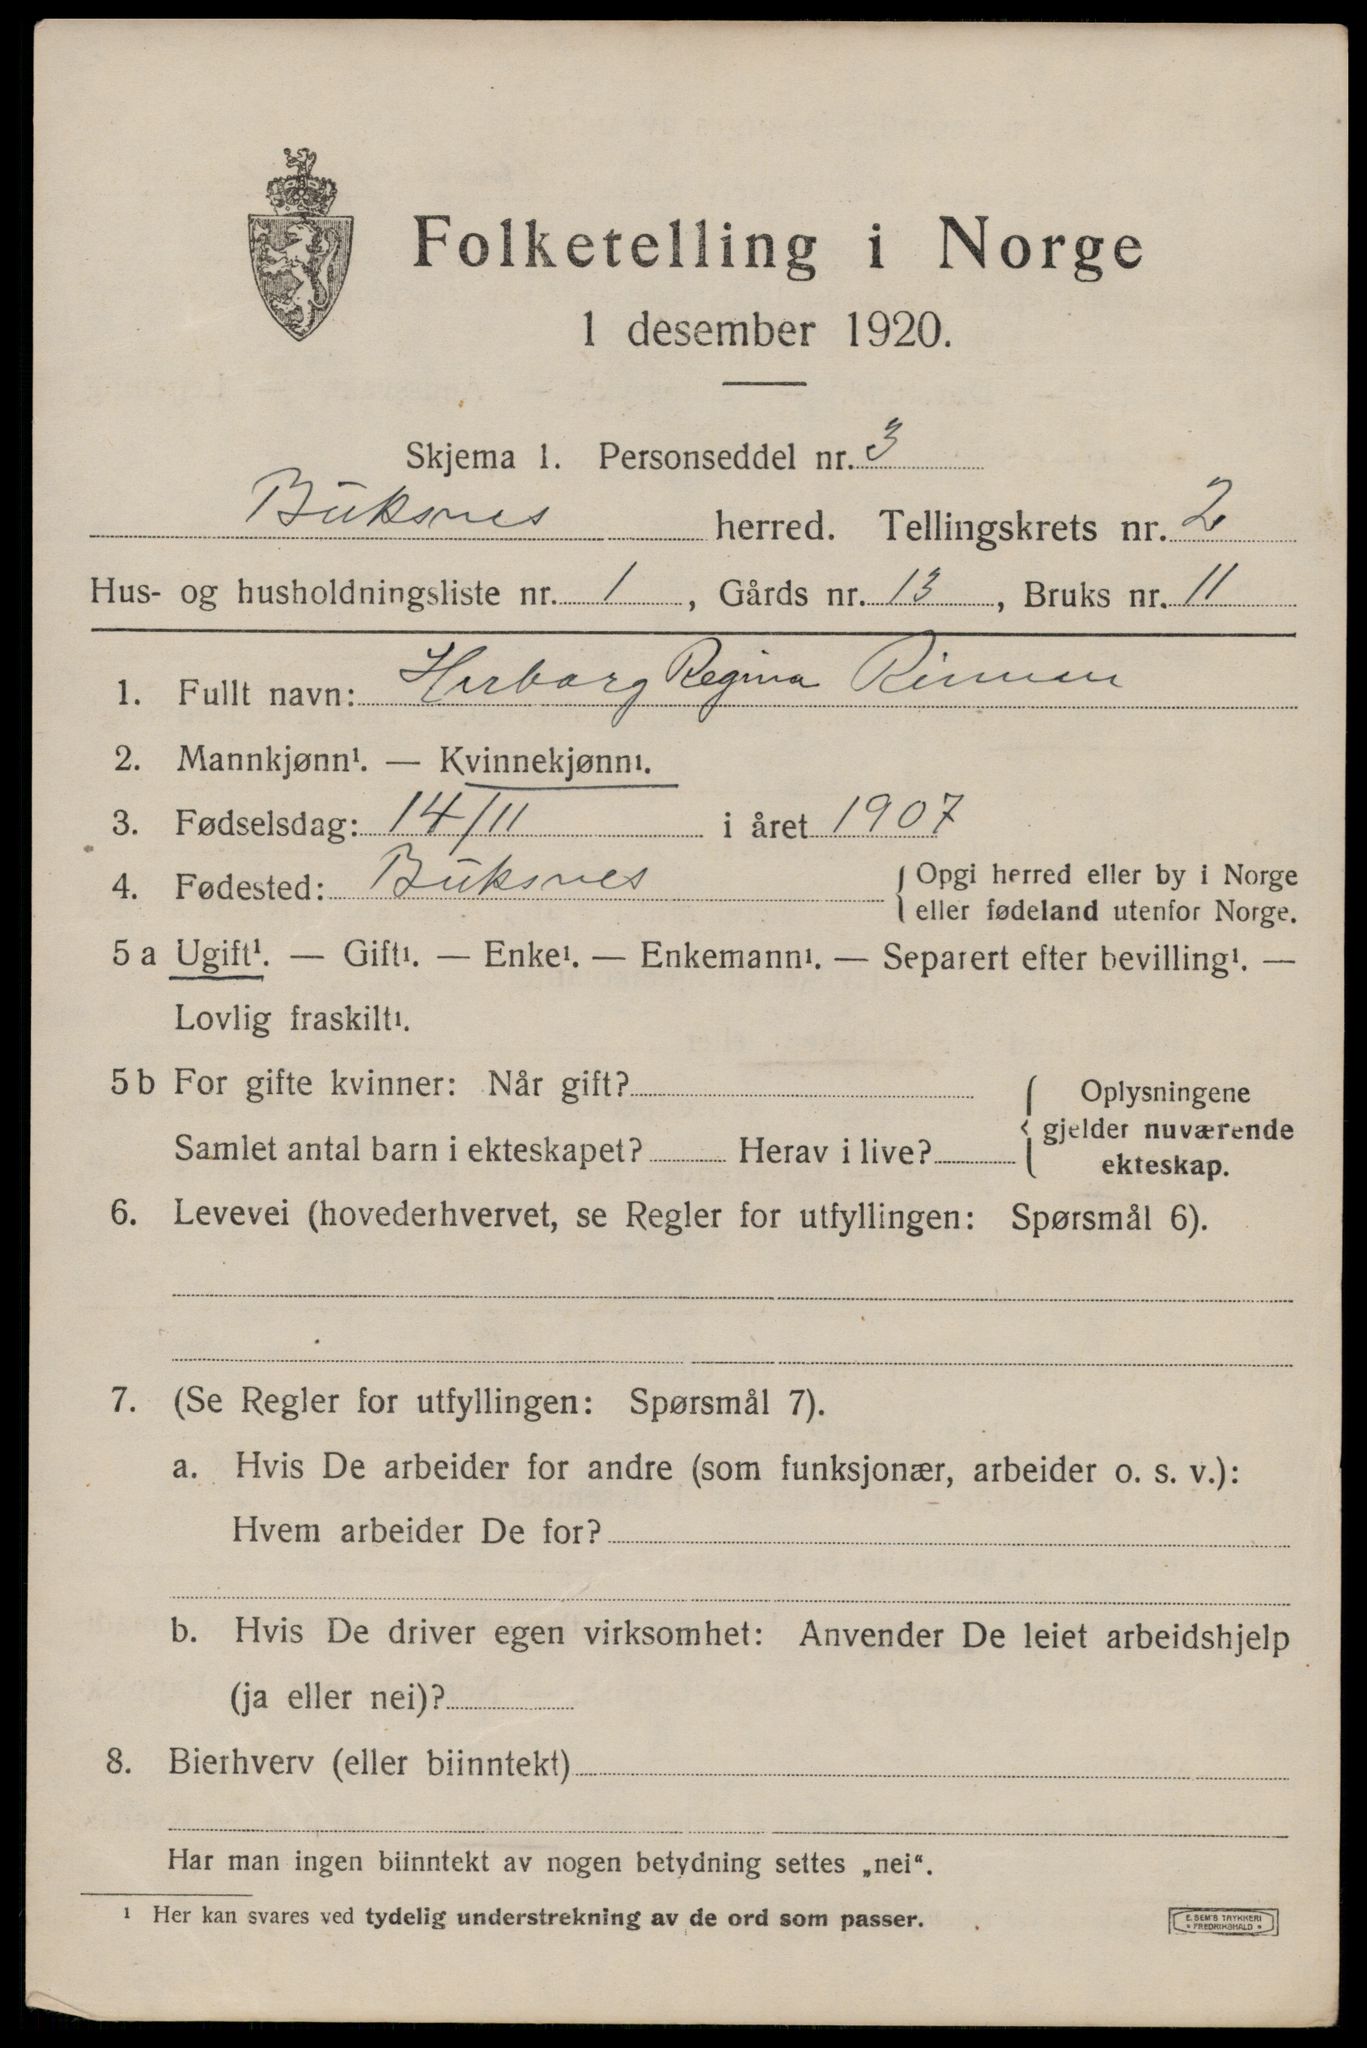 Folketelling i Norge
1 desember 1920.
Skjema 1. Personseddel nr. 3
Buksnes herred. Tellingskrets nr. 2
Hus- og husholdningsliste nr. 1, Gårds nr. 13, Bruks nr. 11
1. Fullt navn: Herborg Regina Rinnan
2. Mannkjønn¹. — Kvinnekjønn¹.
3. Fødselsdag: 14/11 i året 1907
4. Fødested: Buksnes { Opgi herred eller by i Norge
eller fødeland utenfor Norge.
5 a Ugift¹. — Gift¹. — Enke¹. — Enkemann¹. — Separert efter bevilling¹. —
Lovlig fraskilt¹.
5 b For gifte kvinner: Når gift? { Oplysningene
gjelder nuværende
Samlet antal barn i ekteskapet? Herav i live?
ekteskap.
6. Levevei (hovederhvervet, se Regler for utfyllingen: Spørsmål 6).
7. (Se Regler for utfyllingen: Spørsmål 7).
a. Hvis De arbeider for andre (som funksjonær, arbeider o. s. v.):
Hvem arbeider De for?
b. Hvis De driver egen virksomhet: Anvender De leiet arbeidshjelp
(ja eller nei)?
8. Bierhverv (eller biinntekt)
Har man ingen biinntekt av nogen betydning settes „nei“.
¹ Her kan svares ved tydelig understrekning av de ord som passer.
E. SEM'S TRYKKERI
* FREDRIKSHALD *